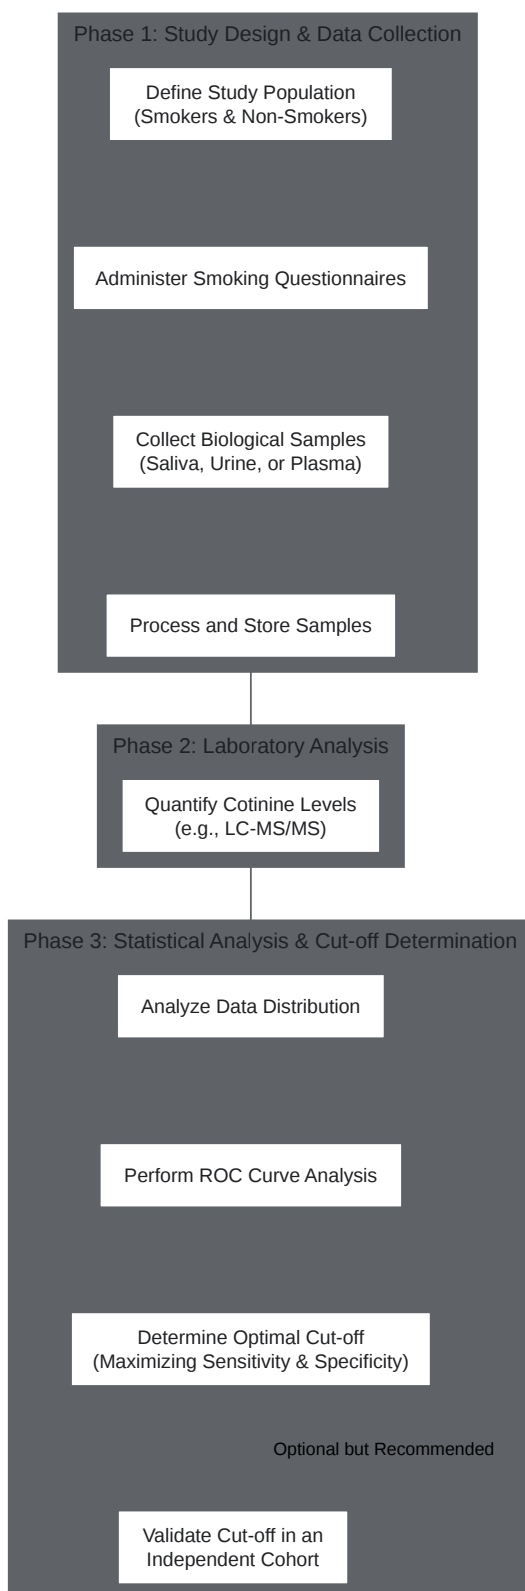 Phase 1: Study Design & Data Collection
Define Study Population
(Smokers & Non-Smokers)
Administer Smoking Questionnaires
Collect Biological Samples
(Saliva, Urine, or Plasma)
Process and Store Samples
Phase 2: Laboratory Analysis
Quantify Cotinine Levels
(e.g., LC-MS/MS)
Phase 3: Statistical Analysis & Cut-off Determination
Analyze Data Distribution
Perform ROC Curve Analysis
Determine Optimal Cut-off
(Maximizing Sensitivity & Specificity)
Optional but Recommended
Validate Cut-off in an
Independent Cohort